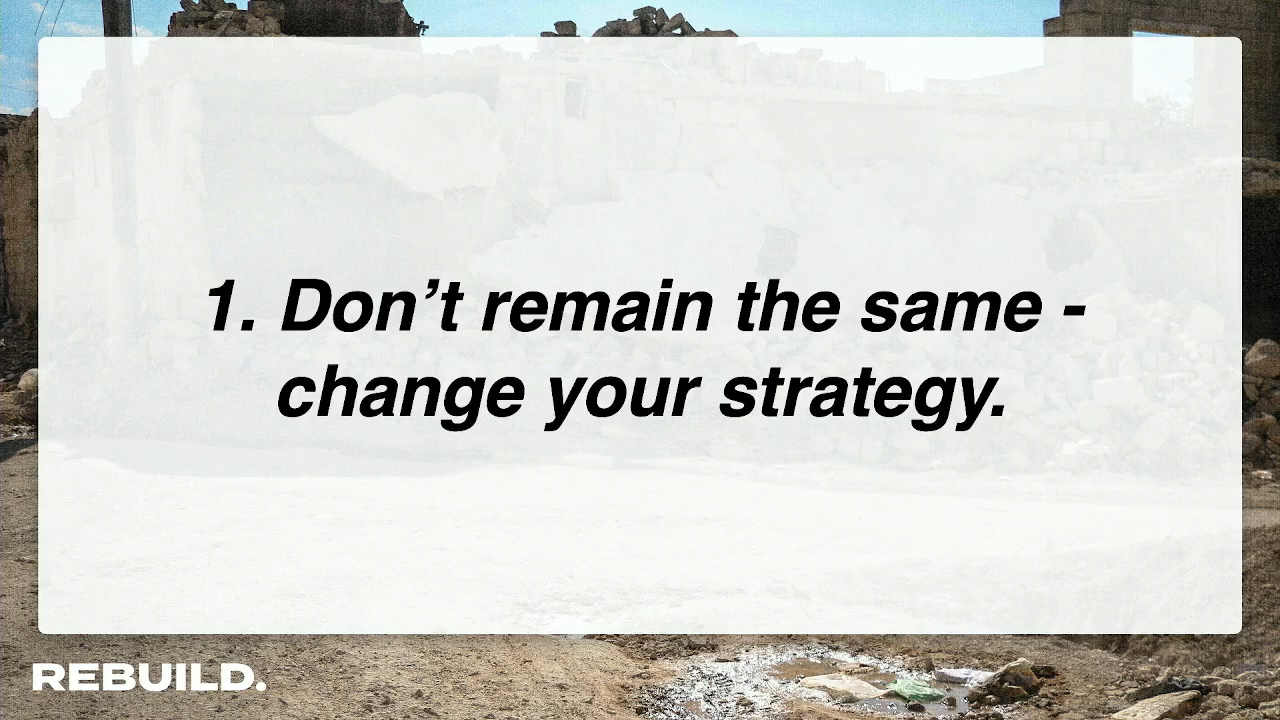 1. Don’t remain the same -
change your strategy.
REBUILD.